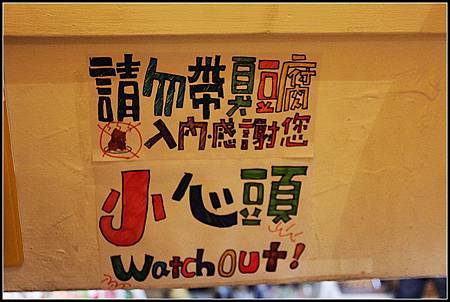 請勿帶臭豆腐
入內‧感謝您
小心頭
Watch Out!